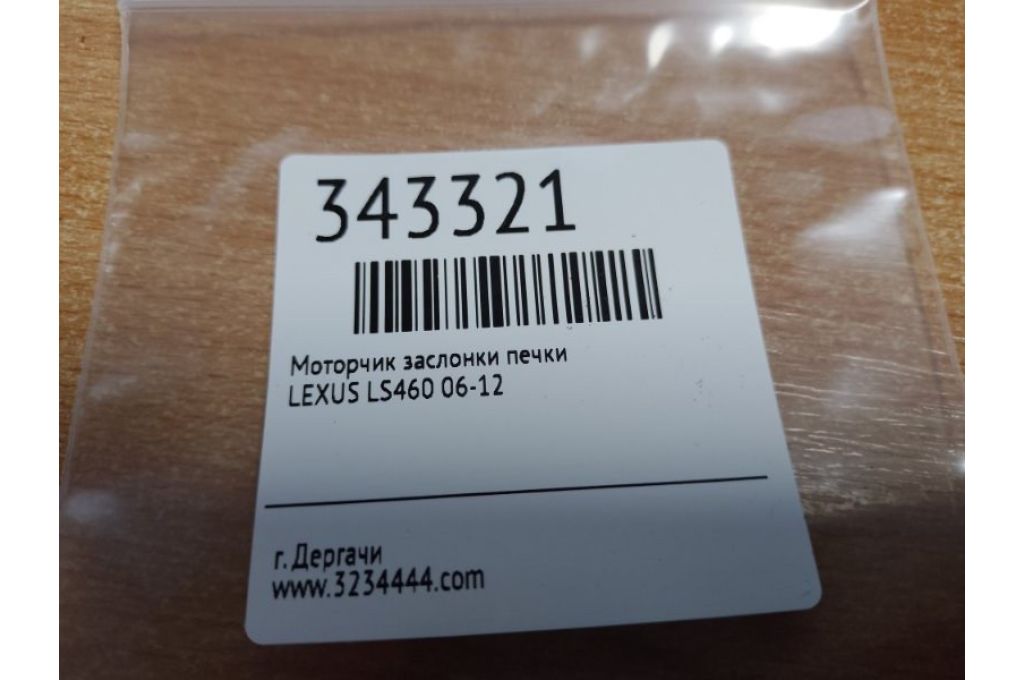 343321
Моторчик заслонки печки
LEXUS LS460 06-12
г. Дергачи
www.3234444.com